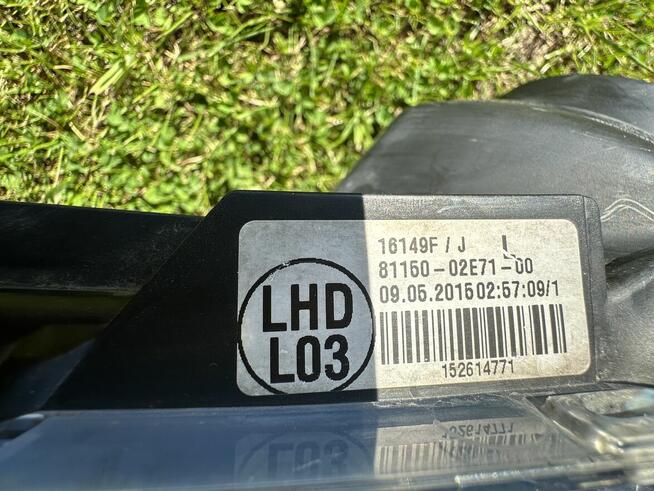 16149F / J L
81150-02E71-00
09.05.2015 02:57:09/1
LHD
L03
152614771